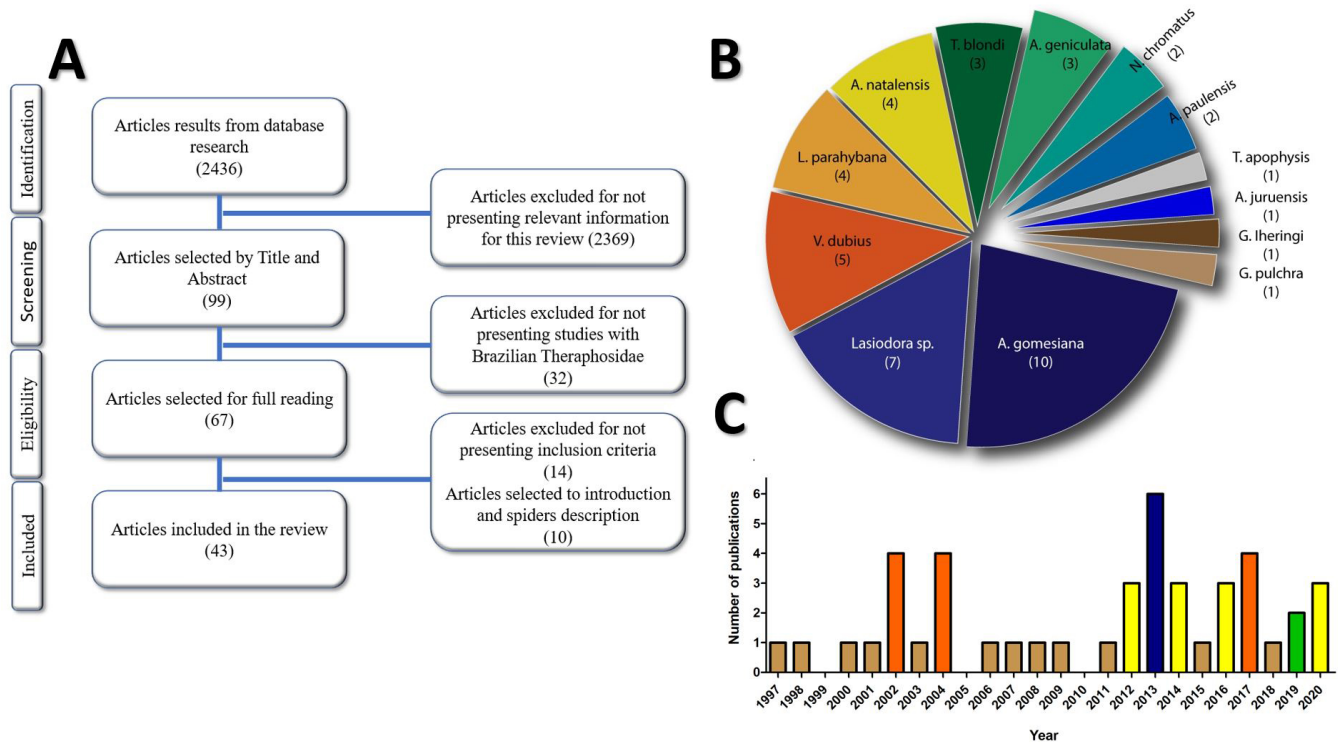 A
Identification
Screening
Eligibility
Included
Articles results from database
research
(2436)
Articles excluded for not
presenting relevant information
for this review (2369)
Articles selected by Title and
Abstract
(99)
Articles excluded for not
presenting studies with
Brazilian Theraphosidae
(32)
Articles selected for full reading
(67)
Articles excluded for not
presenting inclusion criteria
(14)
Articles selected to introduction
and spiders description
(10)
Articles included in the review
(43)
B
T. blondi
(3)
A. geniculata
(3)
N. chromatus
(2)
A. paulensis
(2)
T. apophysis
(1)
A. juruensis
(1)
G. Iheringi
(1)
G. pulchra
(1)
A. gomesiana
(10)
Lasiodora sp.
(7)
V. dubius
(5)
L. parahybana
(4)
A. natalensis
(4)
C
Number of publications
6
5
4
3
2
1
0
1997
1998
1999
2000
2001
2002
2003
2004
2005
2006
2007
2008
2009
2010
2011
2012
2013
2014
2015
2016
2017
2018
2019
2020
Year